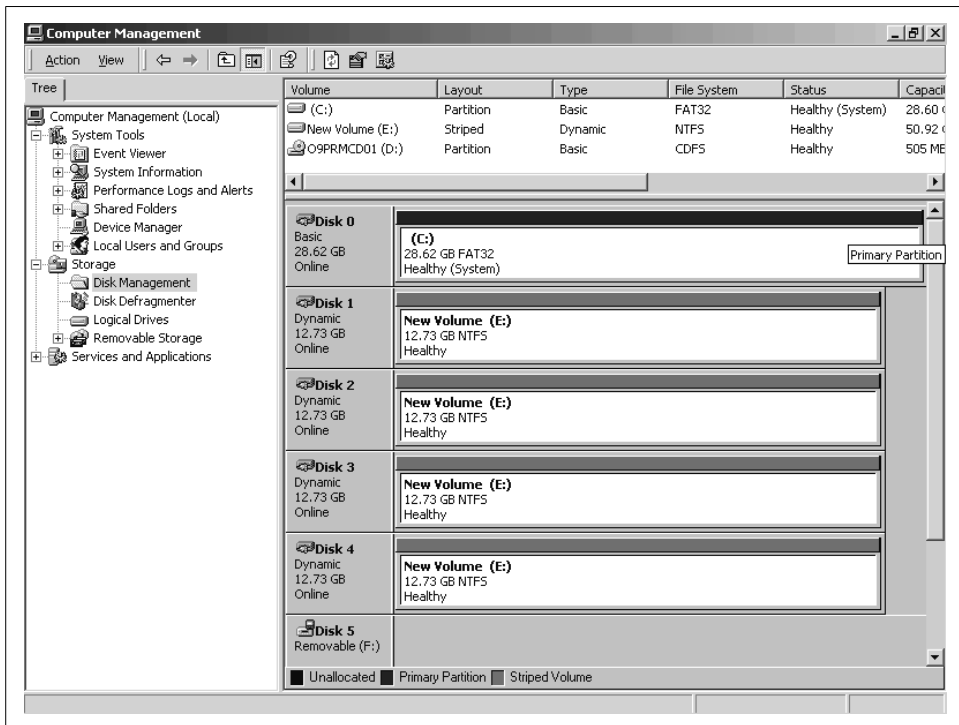 Computer Management
Action View
Tree
Computer Management (Local)
System Tools
Event Viewer
System Information
Performance Logs and Alerts
Shared Folders
Device Manager
Local Users and Groups
Storage
Disk Management
Disk Defragmenter
Logical Drives
Removable Storage
Services and Applications
Volume Layout Type File System Status Capacit
(C:) Partition Basic FAT32 Healthy (System) 28.60
New Volume (E:) Striped Dynamic NTFS Healthy 50.92
O9PRMCD01 (D:) Partition Basic CDFS Healthy 505 ME
Disk 0
Basic
28.62 GB
Online
(C:)
28.62 GB FAT32
Healthy (System)
Primary Partition
Disk 1
Dynamic
12.73 GB
Online
New Volume (E:)
12.73 GB NTFS
Healthy
Disk 2
Dynamic
12.73 GB
Online
New Volume (E:)
12.73 GB NTFS
Healthy
Disk 3
Dynamic
12.73 GB
Online
New Volume (E:)
12.73 GB NTFS
Healthy
Disk 4
Dynamic
12.73 GB
Online
New Volume (E:)
12.73 GB NTFS
Healthy
Disk 5
Removable (F:)
Unallocated Primary Partition Striped Volume